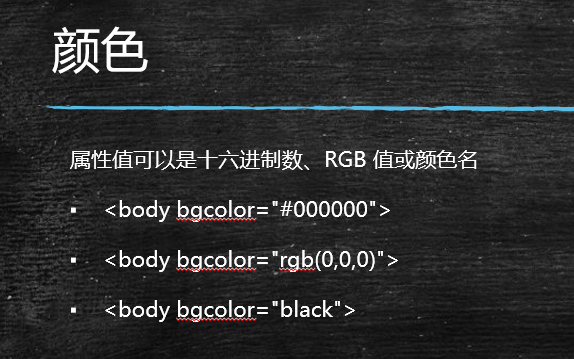 颜色
属性值可以是十六进制数、RGB 值或颜色名
▪ <body bgcolor="#000000">
▪ <body bgcolor="rgb(0,0,0)">
▪ <body bgcolor="black">